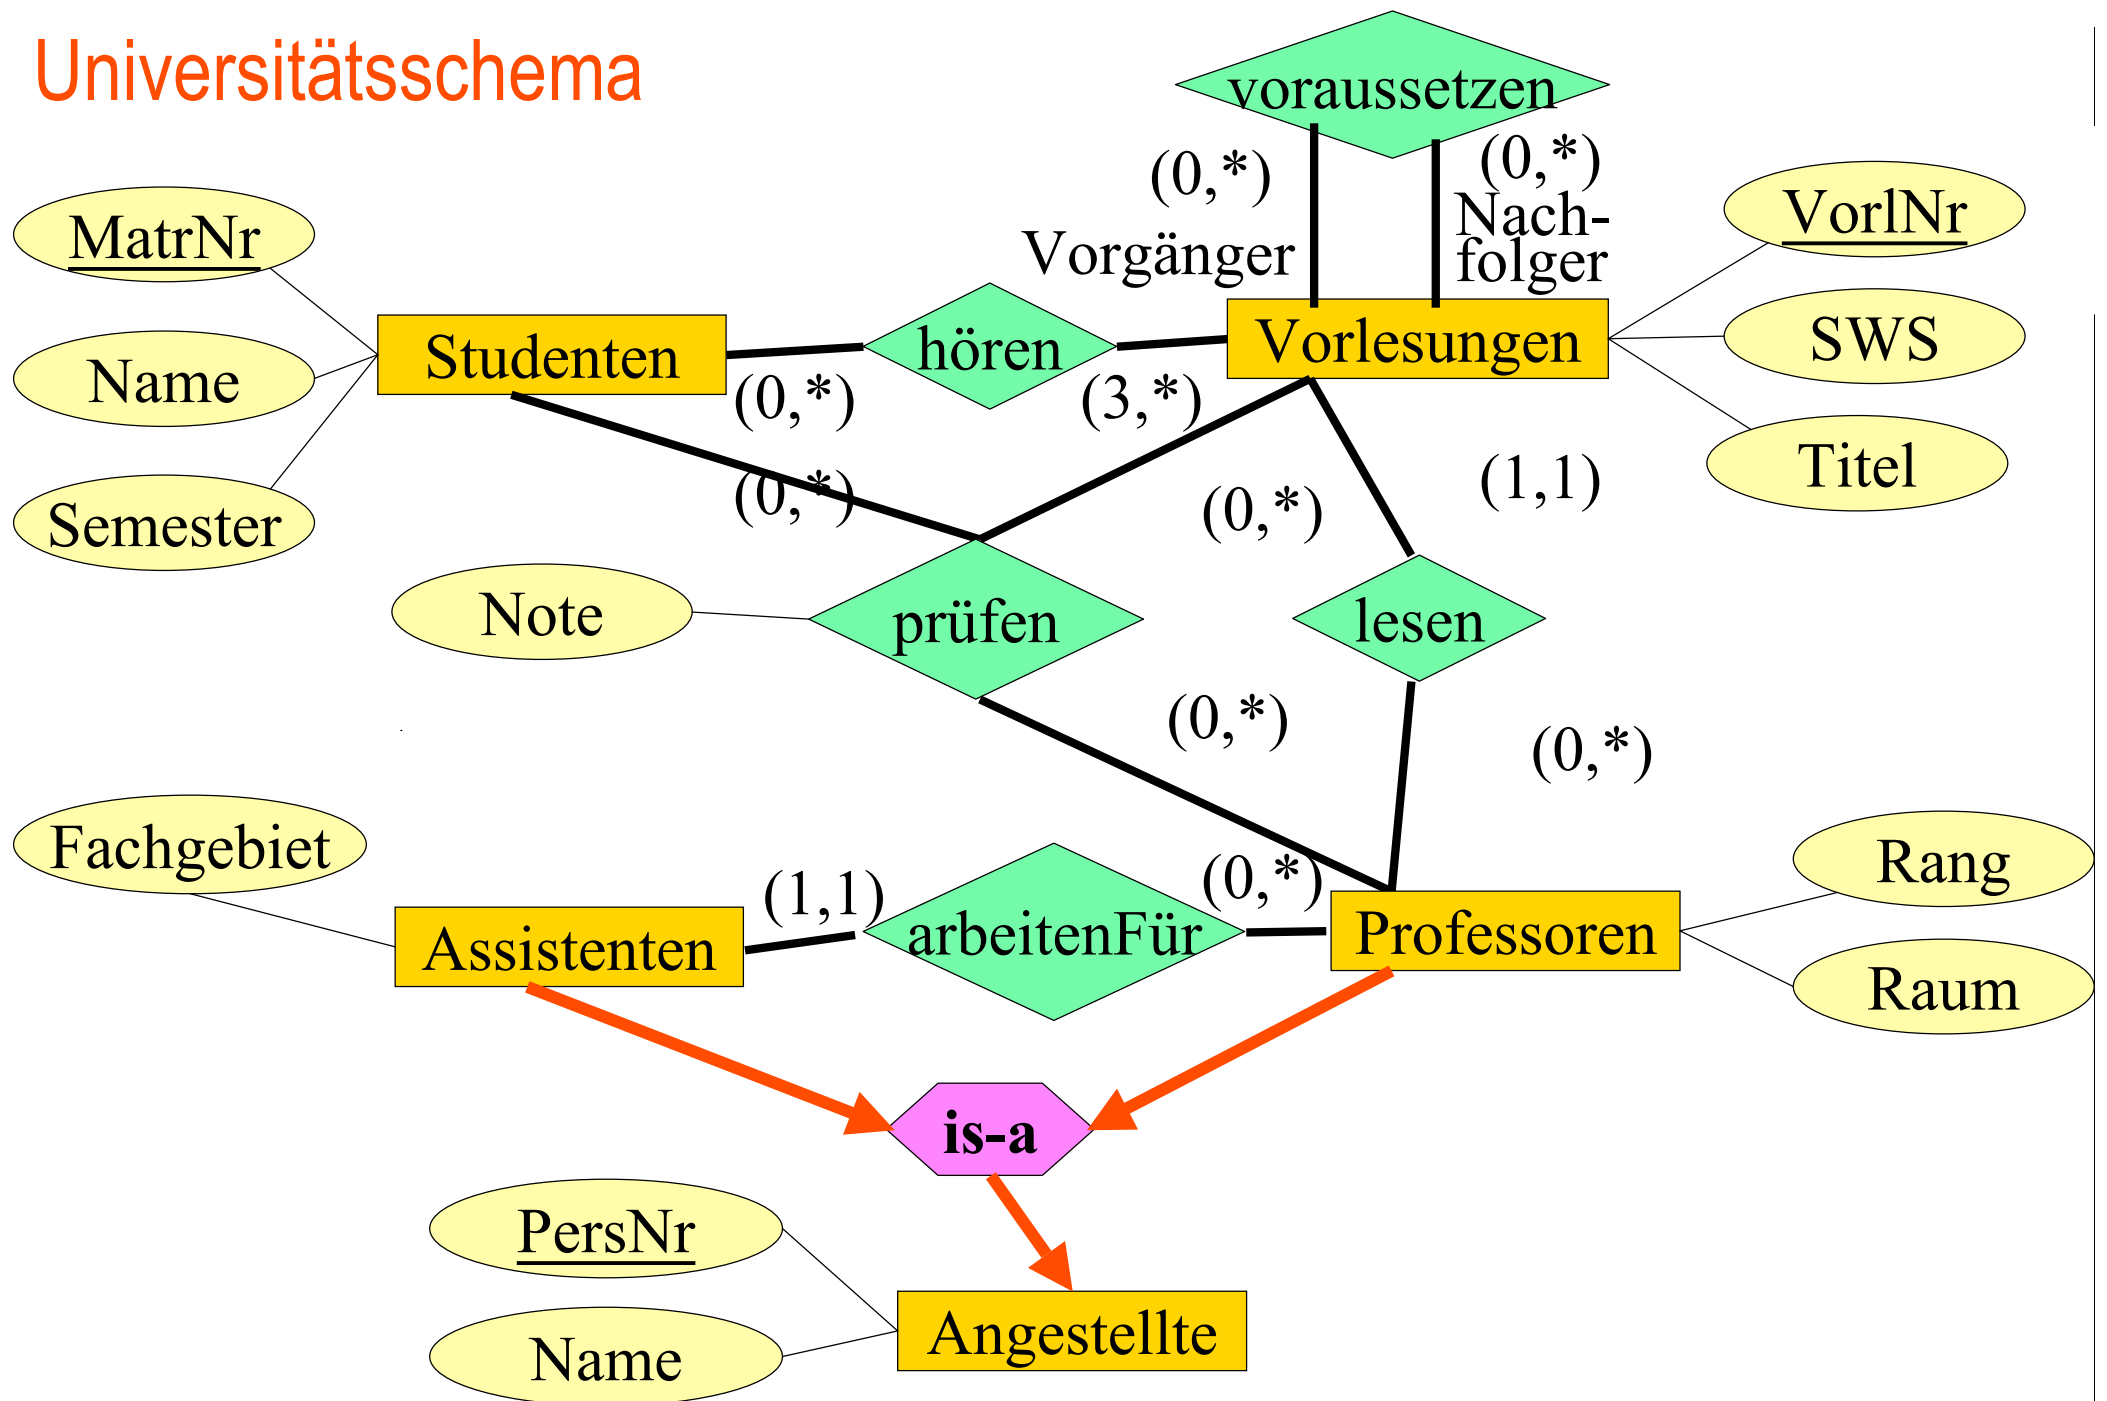 Universitätsschema
voraussetzen
(0,*)
(0,*)
Nach-
folger
Vorgänger
MatrNr
VorlNr
Studenten
hören
Vorlesungen
SWS
Name
(0,*)
(3,*)
Titel
(0,*)
(0,*)
(1,1)
Semester
Note
prüfen
lesen
(0,*)
(0,*)
Fachgebiet
(1,1)
(0,*)
Rang
Assistenten
arbeitenFür
Professoren
Raum
is-a
PersNr
Angestellte
Name